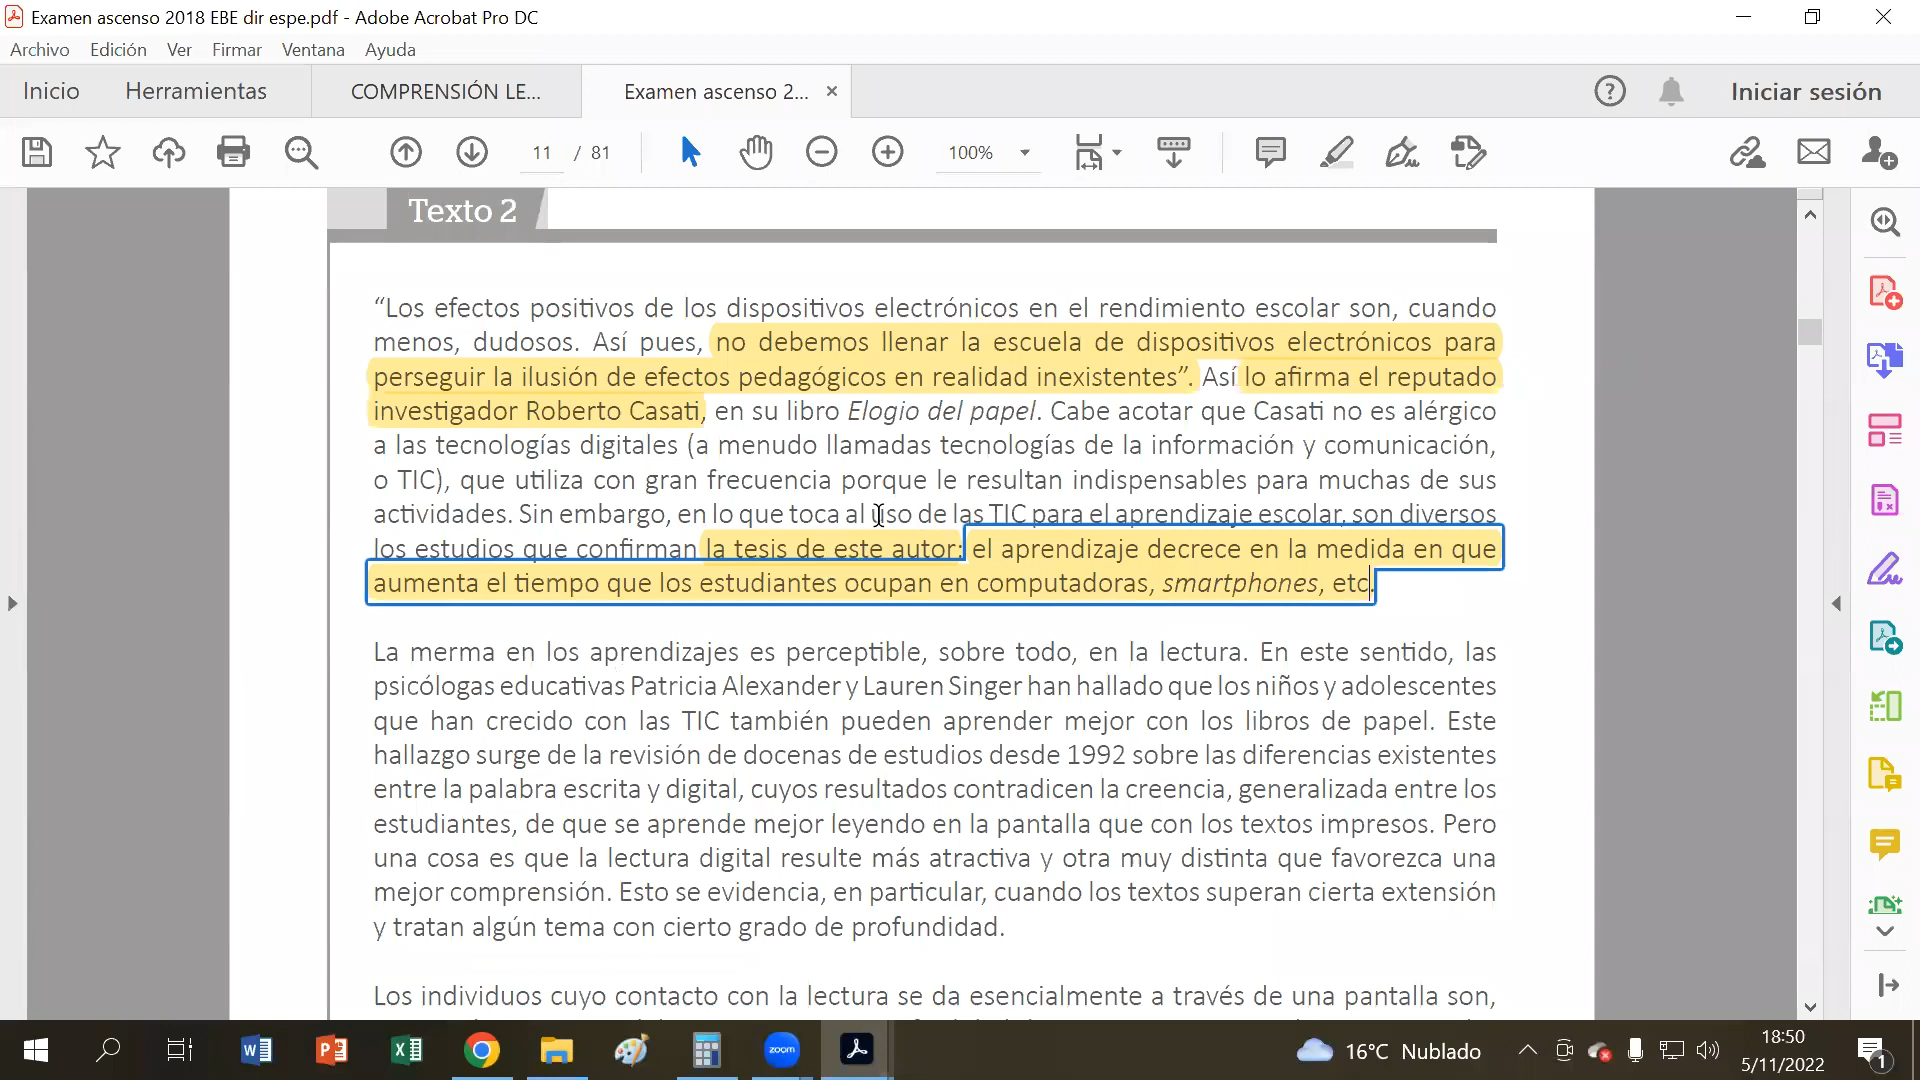 Examen ascenso 2018 EBE dir espe.pdf - Adobe Acrobat Pro DC
Archivo Edición Ver Firmar Ventana Ayuda
Inicio Herramientas COMPRENSIÓN LE... Examen ascenso 2... × Iniciar sesión
11 / 81 100%
Texto 2
“Los efectos positivos de los dispositivos electrónicos en el rendimiento escolar son, cuando
menos, dudosos. Así pues, no debemos llenar la escuela de dispositivos electrónicos para
perseguir la ilusión de efectos pedagógicos en realidad inexistentes”. Así lo afirma el reputado
investigador Roberto Casati, en su libro Elogio del papel. Cabe acotar que Casati no es alérgico
a las tecnologías digitales (a menudo llamadas tecnologías de la información y comunicación,
o TIC), que utiliza con gran frecuencia porque le resultan indispensables para muchas de sus
actividades. Sin embargo, en lo que toca al uso de las TIC para el aprendizaje escolar, son diversos
los estudios que confirman la tesis de este autor: el aprendizaje decrece en la medida en que
aumenta el tiempo que los estudiantes ocupan en computadoras, smartphones, etc.
La merma en los aprendizajes es perceptible, sobre todo, en la lectura. En este sentido, las
psicólogas educativas Patricia Alexander y Lauren Singer han hallado que los niños y adolescentes
que han crecido con las TIC también pueden aprender mejor con los libros de papel. Este
hallazgo surge de la revisión de docenas de estudios desde 1992 sobre las diferencias existentes
entre la palabra escrita y digital, cuyos resultados contradicen la creencia, generalizada entre los
estudiantes, de que se aprende mejor leyendo en la pantalla que con los textos impresos. Pero
una cosa es que la lectura digital resulte más atractiva y otra muy distinta que favorezca una
mejor comprensión. Esto se evidencia, en particular, cuando los textos superan cierta extensión
y tratan algún tema con cierto grado de profundidad.
Los individuos cuyo contacto con la lectura se da esencialmente a través de una pantalla son,
zoom
16°C Nublado
18:50
5/11/2022
1